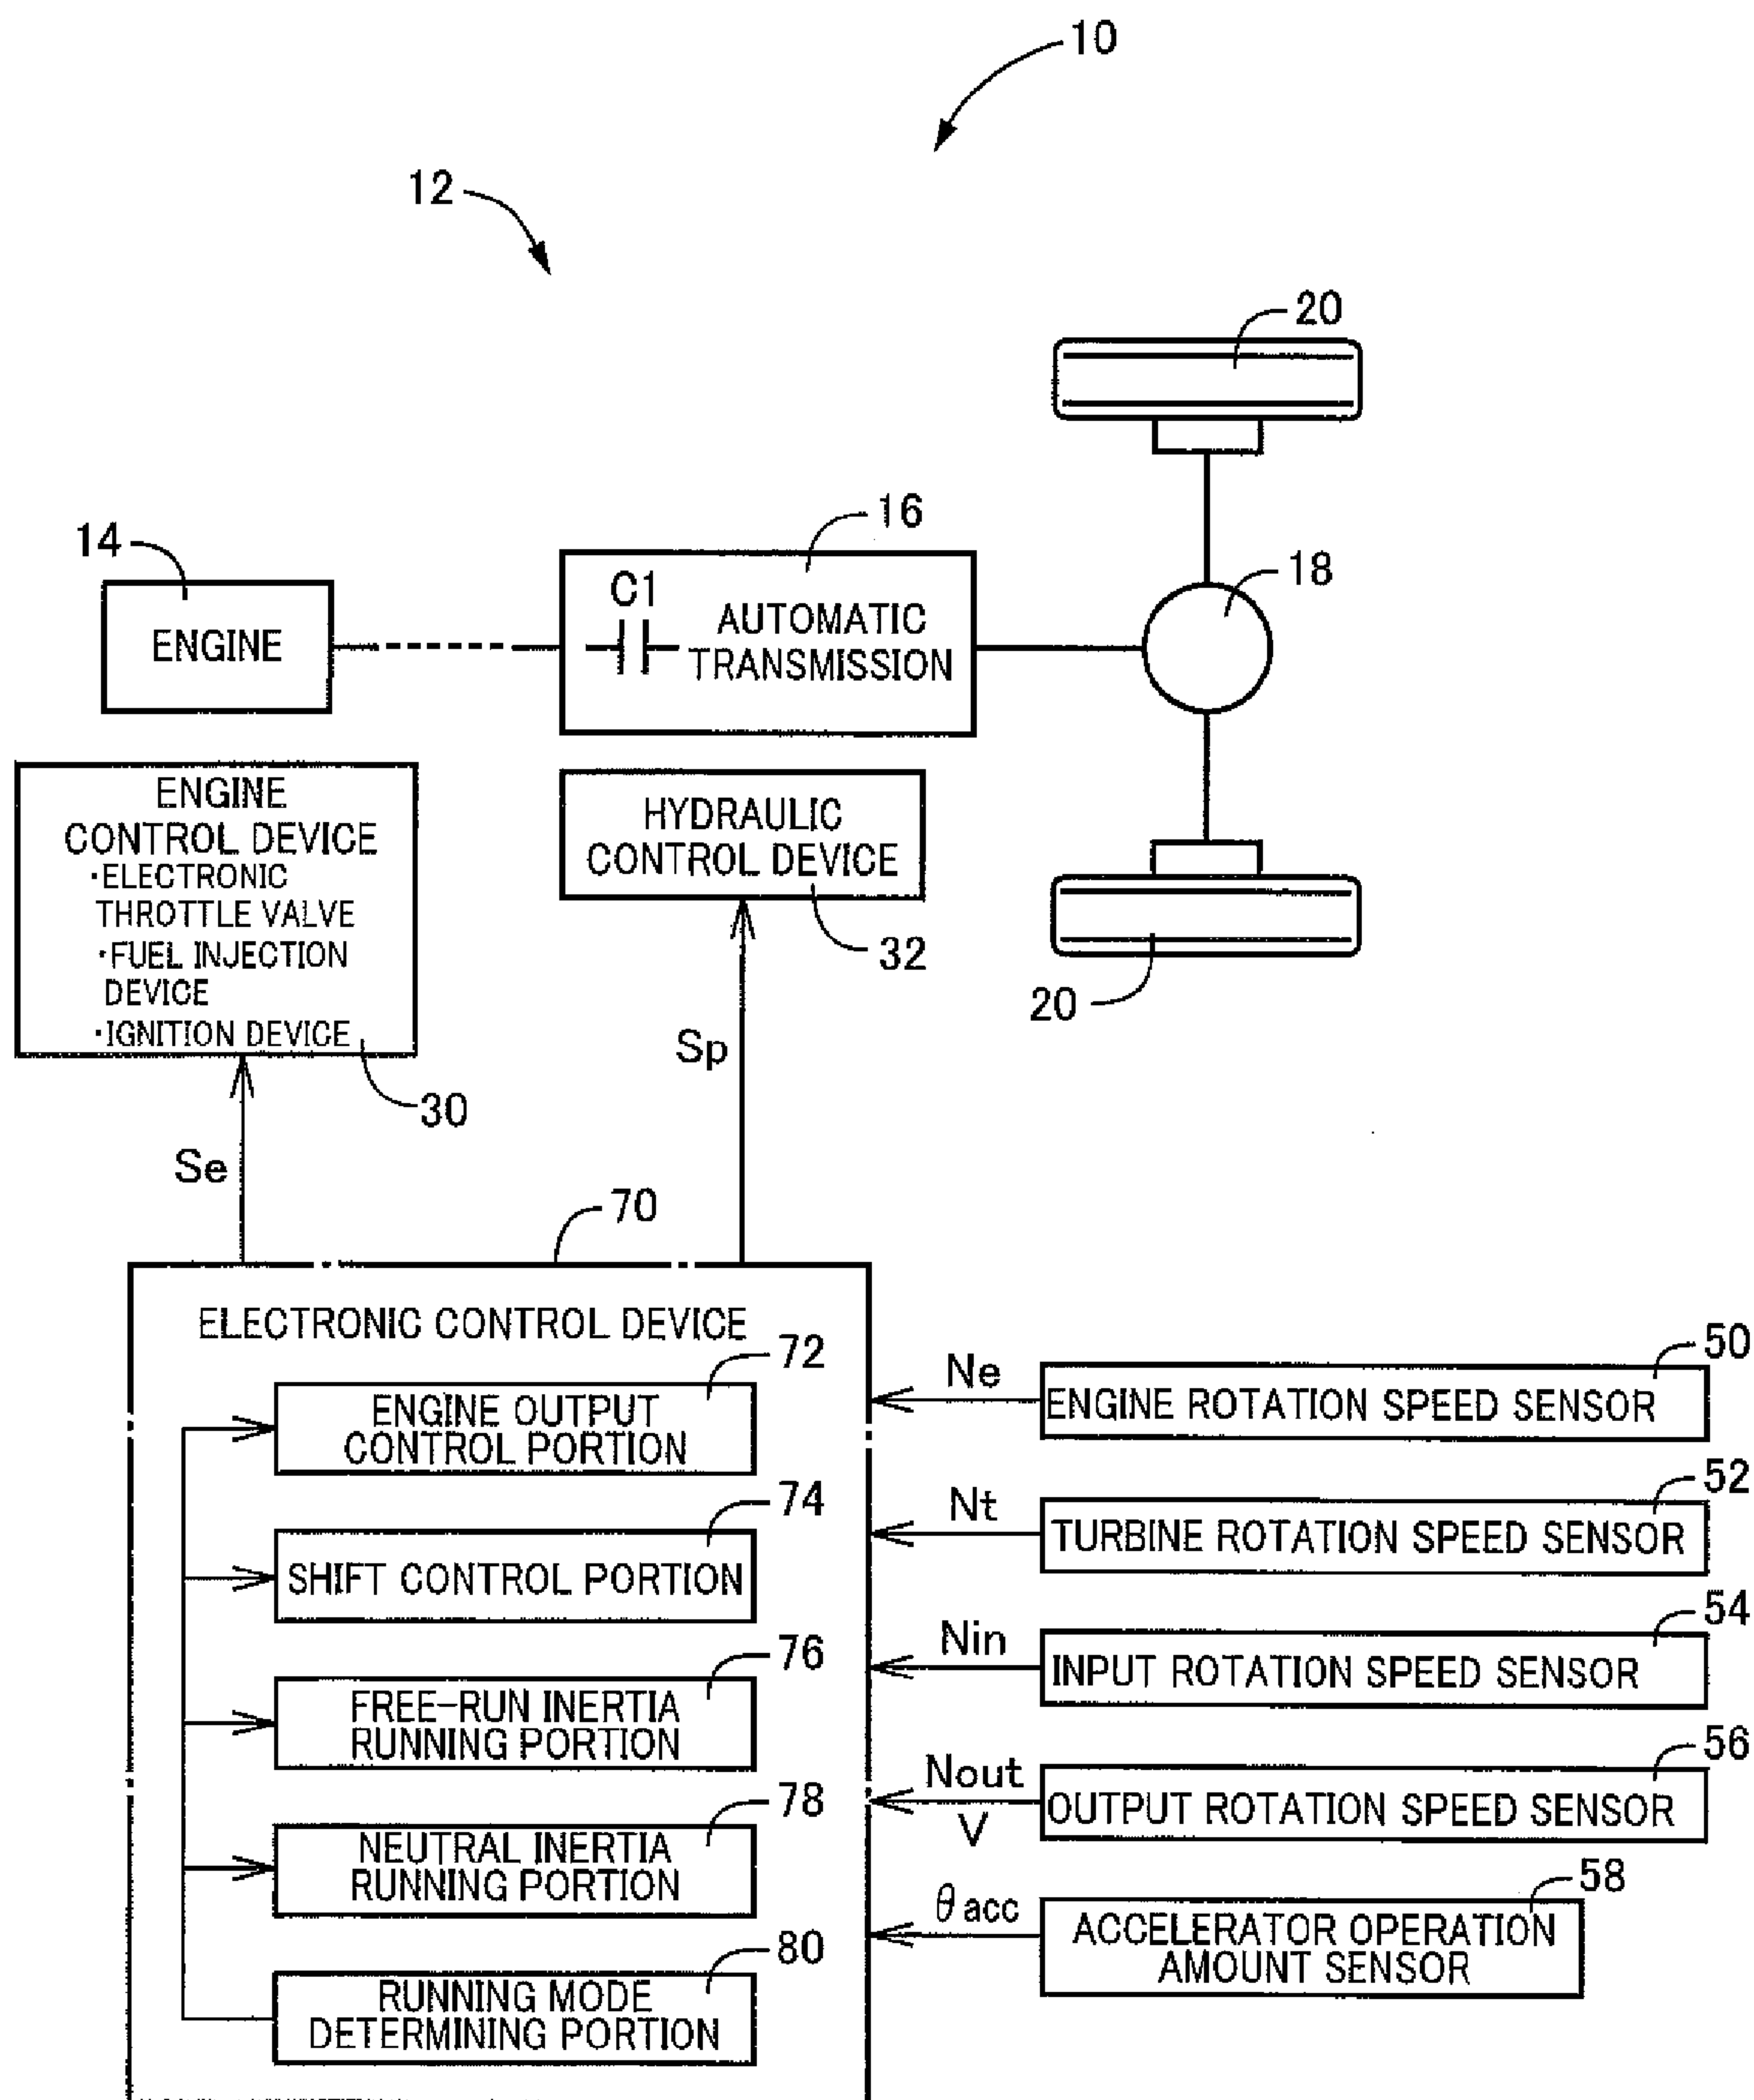 10
12
20
16
14
18
C1
ENGINE
AUTOMATIC
TRANSMISSION
ENGINE
CONTROL DEVICE
・ELECTRONIC
THROTTLE VALVE
・FUEL INJECTION
DEVICE
・IGNITION DEVICE
HYDRAULIC
CONTROL DEVICE
32
20
30
Sp
Se
70
ELECTRONIC CONTROL DEVICE
72
ENGINE OUTPUT
CONTROL PORTION
74
SHIFT CONTROL PORTION
76
FREE-RUN INERTIA
RUNNING PORTION
78
NEUTRAL INERTIA
RUNNING PORTION
80
RUNNING MODE
DETERMINING PORTION
50
Ne
ENGINE ROTATION SPEED SENSOR
52
Nt
TURBINE ROTATION SPEED SENSOR
54
Nin
INPUT ROTATION SPEED SENSOR
56
Nout
V
OUTPUT ROTATION SPEED SENSOR
58
θacc
ACCELERATOR OPERATION
AMOUNT SENSOR